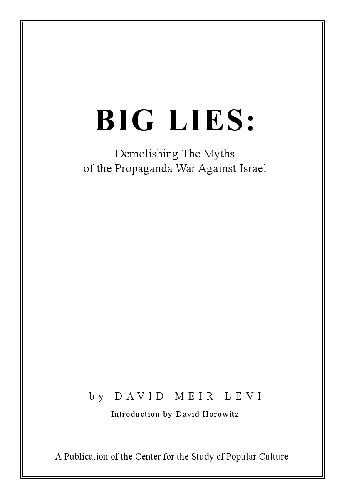 BIG LIES:
Demolishing The Myths
of the Propaganda War Against Israel
by DAVID MEIR LEVI
Introduction by David Horowitz
A Publication of the Center for the Study of Popular Culture